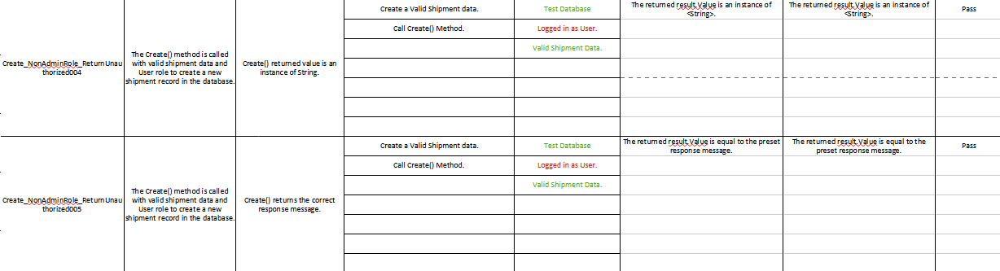 Create_NonAdminRole_ReturnUnau
thorized004
The Create() method is called
with valid shipment data and
User role to create a new
shipment record in the database.
Create() returned value is an
instance of String.
Create a Valid Shipment data.
Call Create() Method.
Test Database
Logged in as User.
Valid Shipment Data.
The returned result.Value is an instance of
<String>.
The returned result.Value is an instance of
<String>.
Pass
Create_NonAdminRole_ReturnUnau
thorized005
The Create() method is called
with valid shipment data and
User role to create a new
shipment record in the database.
Create() returns the correct
response message.
Create a Valid Shipment data.
Call Create() Method.
Test Database
Logged in as User.
Valid Shipment Data.
The returned result.Value is equal to the preset
response message.
The returned result.Value is equal to the
preset response message.
Pass